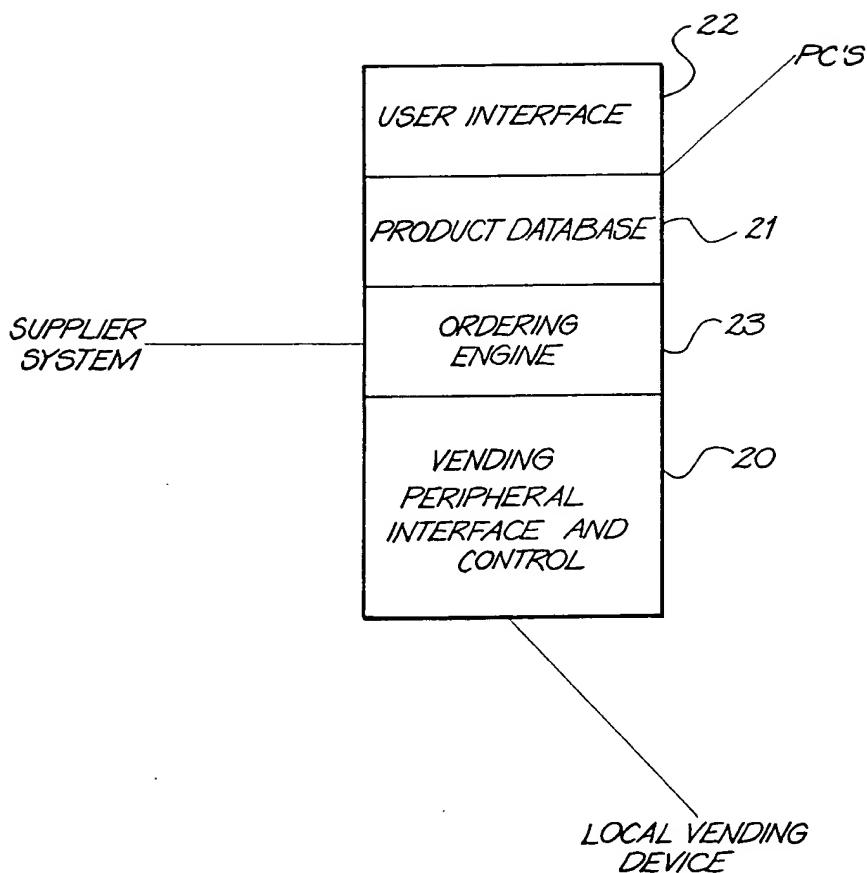 22
PC'S
USER INTERFACE
PRODUCT DATABASE
21
SUPPLIER
SYSTEM
ORDERING
ENGINE
23
VENDING
PERIPHERAL
INTERFACE AND
CONTROL
20
LOCAL VENDING
DEVICE